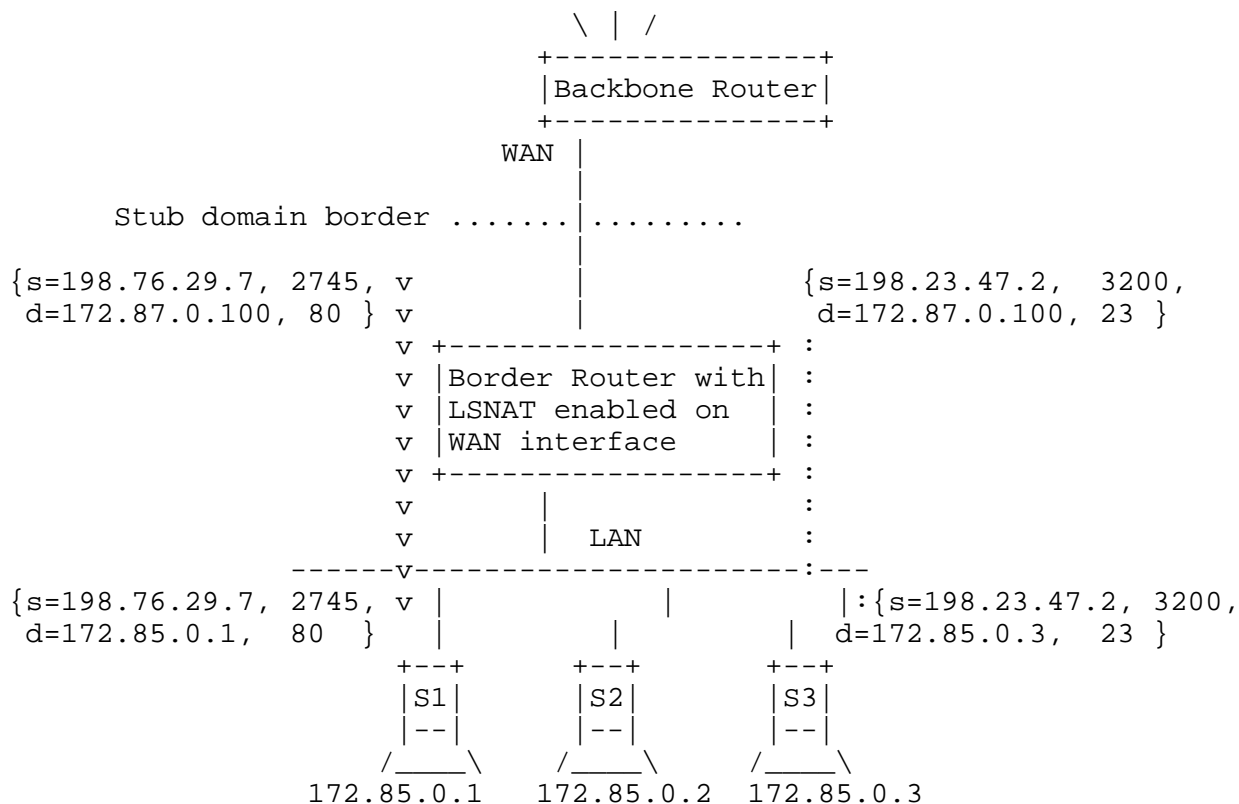 \ | /
+---------------+
|Backbone Router|
+---------------+
WAN |
|
Stub domain border .......|.........
|
{s=198.76.29.7, 2745, v | {s=198.23.47.2, 3200,
d=172.87.0.100, 80 } v | d=172.87.0.100, 23 }
v +------------------+ :
v |Border Router with| :
v |LSNAT enabled on | :
v |WAN interface | :
v +------------------+ :
v | :
v | LAN :
------v----------------------:---
{s=198.76.29.7, 2745, v | | |:{s=198.23.47.2, 3200,
d=172.85.0.1, 80 } | | | d=172.85.0.3, 23 }
+--+ +--+ +--+
|S1| |S2| |S3|
|--| |--| |--|
/____\ /____\ /____\
172.85.0.1 172.85.0.2 172.85.0.3